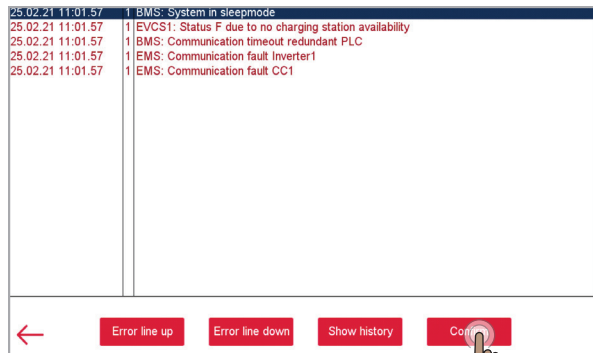 25.02.21 11:01.57 1 BMS: System in sleepmode
25.02.21 11:01.57 1 EVCS1: Status F due to no charging station availability
25.02.21 11:01.57 1 BMS: Communication timeout redundant PLC
25.02.21 11:01.57 1 EMS: Communication fault Inverter1
25.02.21 11:01.57 1 EMS: Communication fault CC1
Error line up Error line down Show history